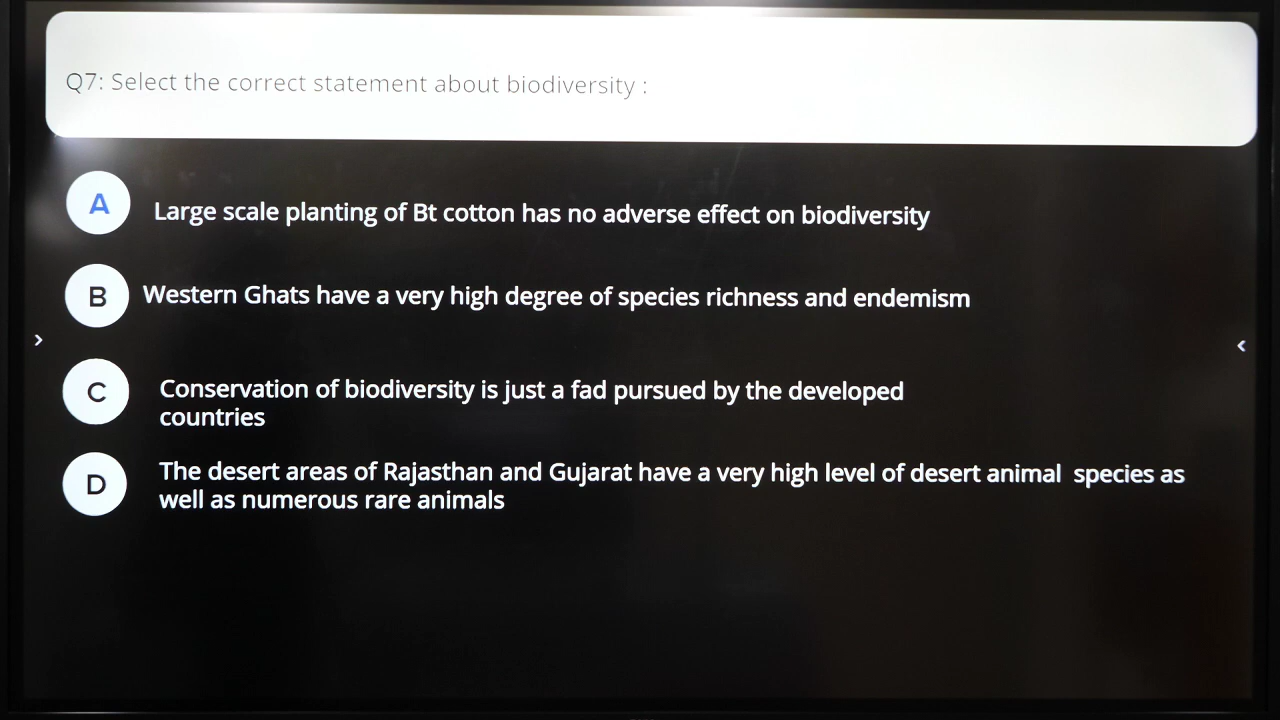 Q7: Select the correct statement about biodiversity :
A Large scale planting of Bt cotton has no adverse effect on biodiversity
B Western Ghats have a very high degree of species richness and endemism
C Conservation of biodiversity is just a fad pursued by the developed
countries
D The desert areas of Rajasthan and Gujarat have a very high level of desert animal species as
well as numerous rare animals